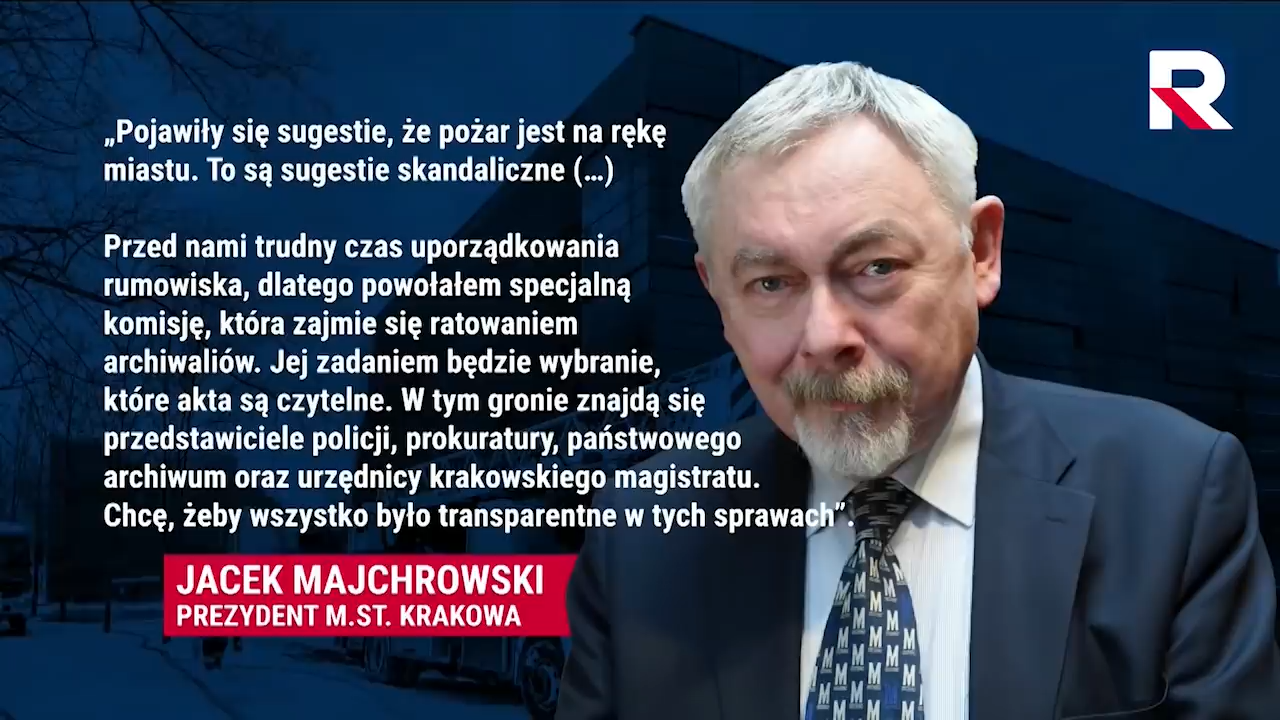 R
„Pojawiły się sugestie, że pożar jest na rękę
miastu. To są sugestie skandaliczne (...)
Przed nami trudny czas uporządkowania
rumowiska, dlatego powołałem specjalną
komisję, która zajmie się ratowaniem
archiwaliów. Jej zadaniem będzie wybranie,
które akta są czytelne. W tym gronie znajdą się
przedstawiciele policji, prokuratury, państwowego
archiwum oraz urzędnicy krakowskiego magistratu.
Chcę, żeby wszystko było transparentne w tych sprawach”.
JACEK MAJCHROWSKI
PREZYDENT M.ST. KRAKOWA